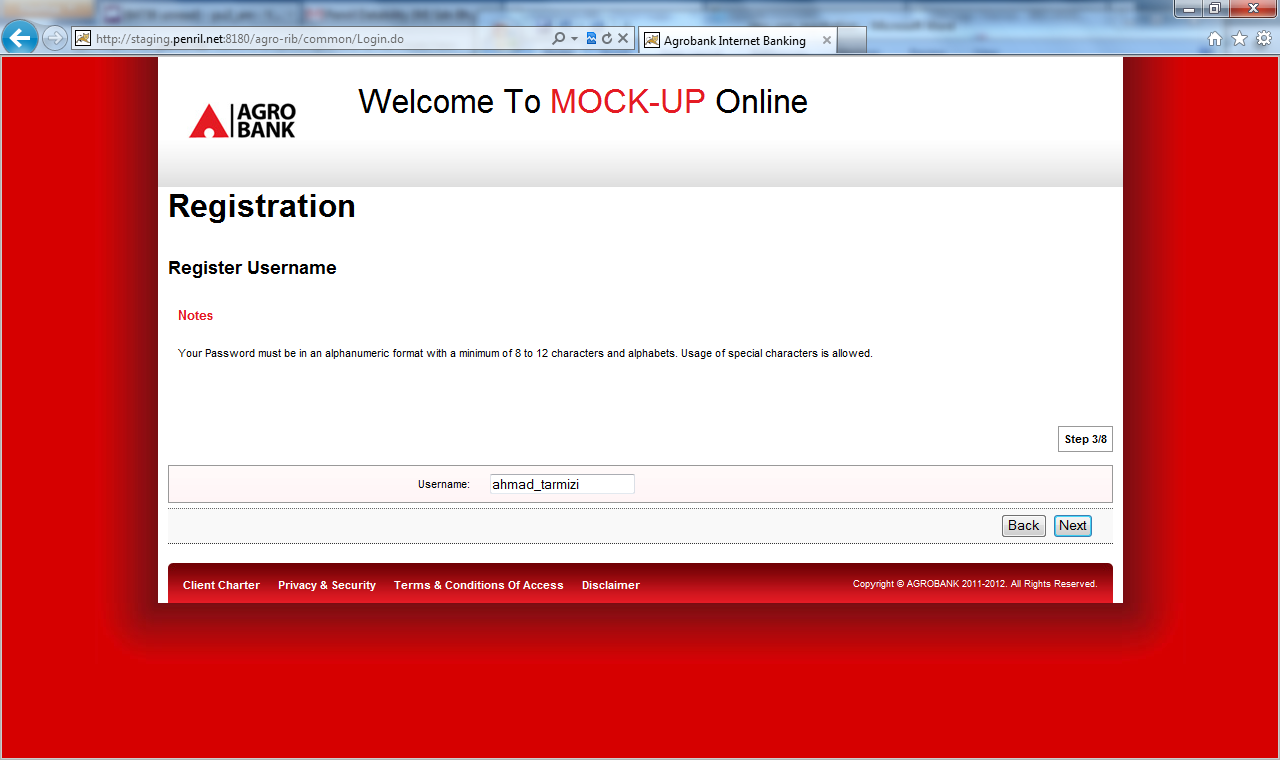 http://staging.penril.net:8180/agro-rib/common/Login.do
Agrobank Internet Banking
AGRO
BANK
Welcome To MOCK-UP Online
Registration
Register Username
Notes
Your Password must be in an alphanumeric format with a minimum of 8 to 12 characters and alphabets. Usage of special characters is allowed.
Step 3/8
Username: ahmad_tarmizi
Back Next
Client Charter Privacy & Security Terms & Conditions Of Access Disclaimer Copyright © AGROBANK 2011-2012. All Rights Reserved.